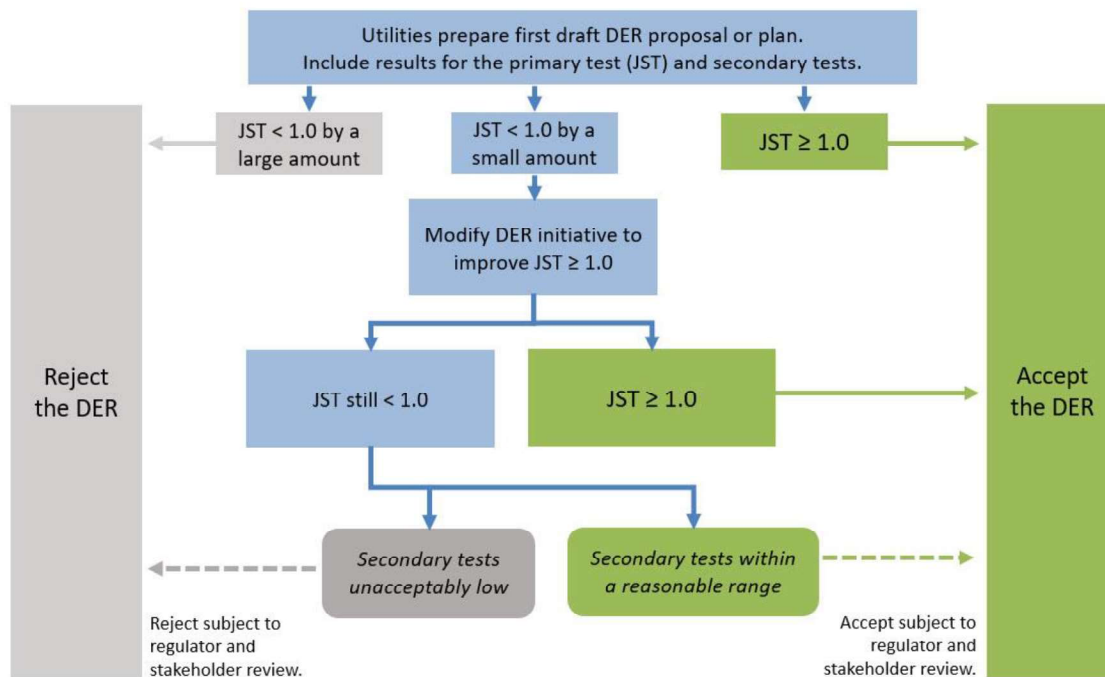 Utilities prepare first draft DER proposal or plan.
Include results for the primary test (JST) and secondary tests.
JST < 1.0 by a
large amount
JST < 1.0 by a
small amount
JST ≥ 1.0
Modify DER initiative to
improve JST ≥ 1.0
Reject
the DER
JST still < 1.0
JST ≥ 1.0
Accept
the DER
Secondary tests
unacceptably low
Secondary tests within
a reasonable range
Reject subject to
regulator and
stakeholder review.
Accept subject to
regulator and
stakeholder review.